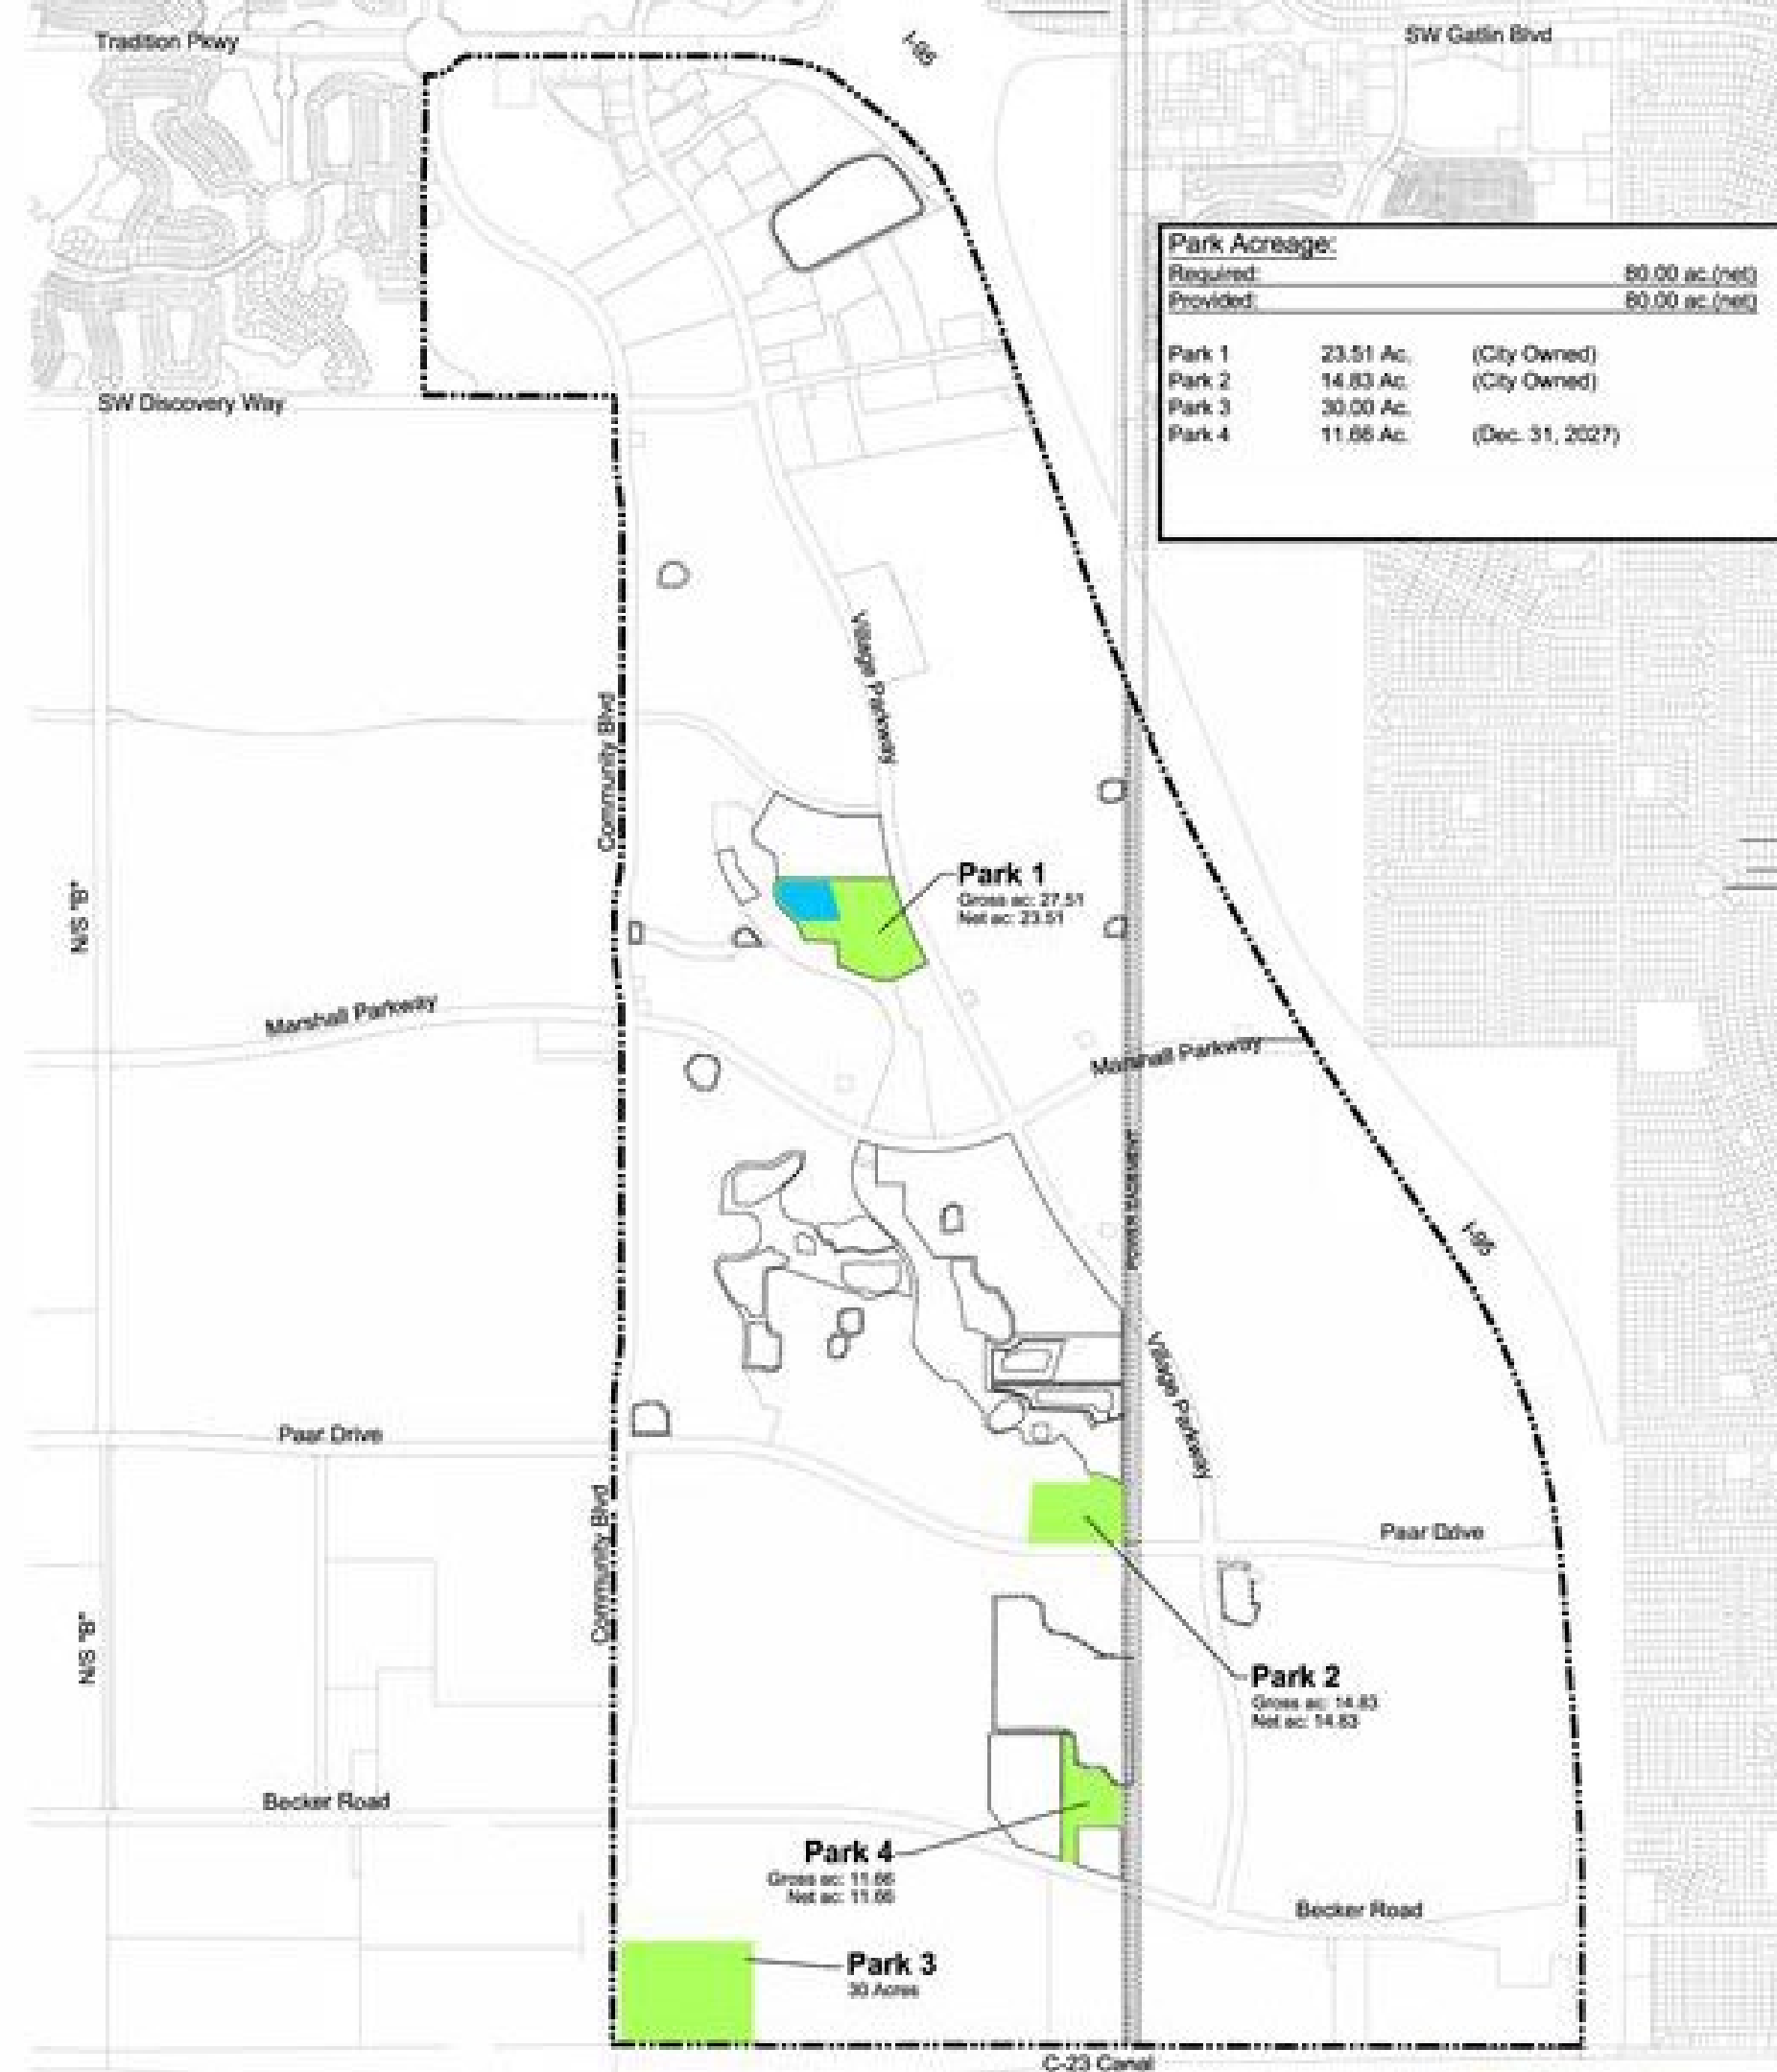 Tradition Pkwy
I-95
SW Gatlin Blvd
Park Acreage:
Required: 80.00 ac.(net)
Provided: 80.00 ac.(net)
Park 1 23.51 Ac. (City Owned)
Park 2 14.83 Ac. (City Owned)
Park 3 30.00 Ac.
Park 4 11.66 Ac. (Dec. 31, 2027)
SW Discovery Way
Village Parkway
Community Blvd
N/S "B"
Park 1
Gross ac: 27.51
Net ac: 23.51
Marshall Parkway
Marshall Parkway
POWER EASEMENT
I-95
Village Parkway
Paar Drive
Community Blvd
Paar Drive
N/S "B"
Park 2
Gross ac: 14.83
Net ac: 14.83
Becker Road
Park 4
Gross ac: 11.66
Net ac: 11.66
Becker Road
Park 3
30 Acres
C-23 Canal